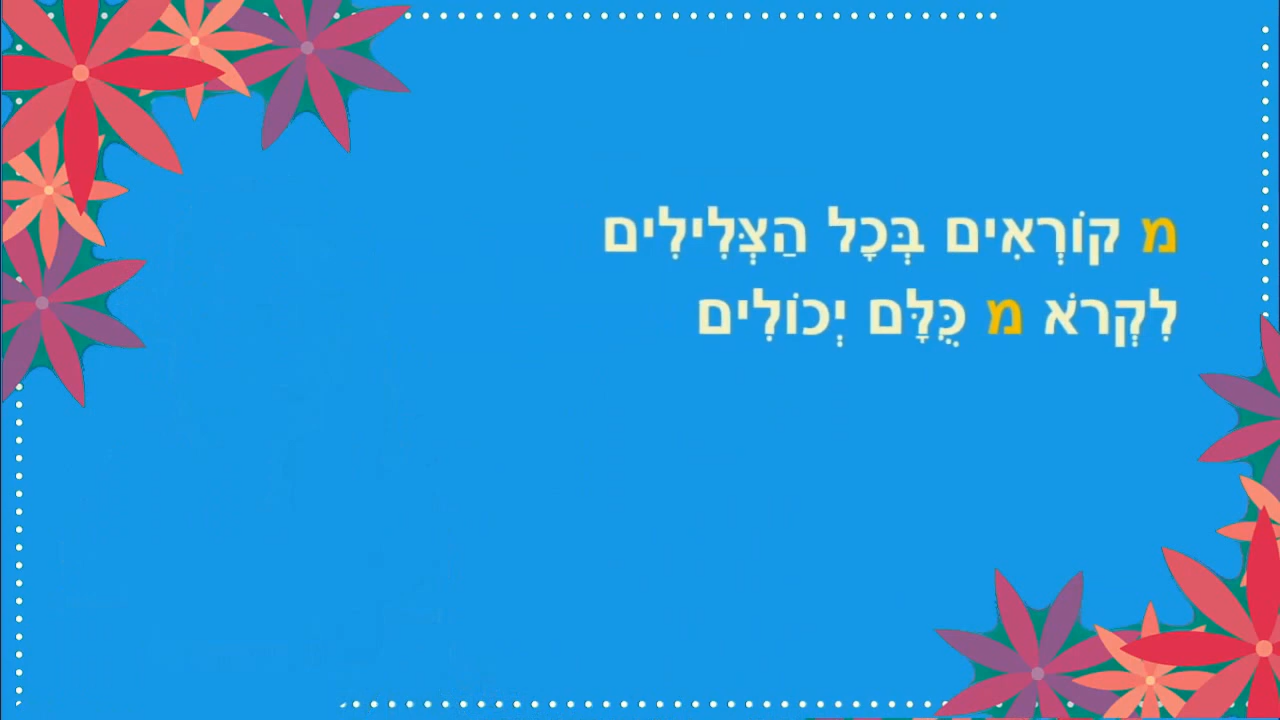 מ קוֹרְאִים בְּכָל הַצְּלִילִים
לִקְרֹא מ כֻּלָּם יְכוֹלִים